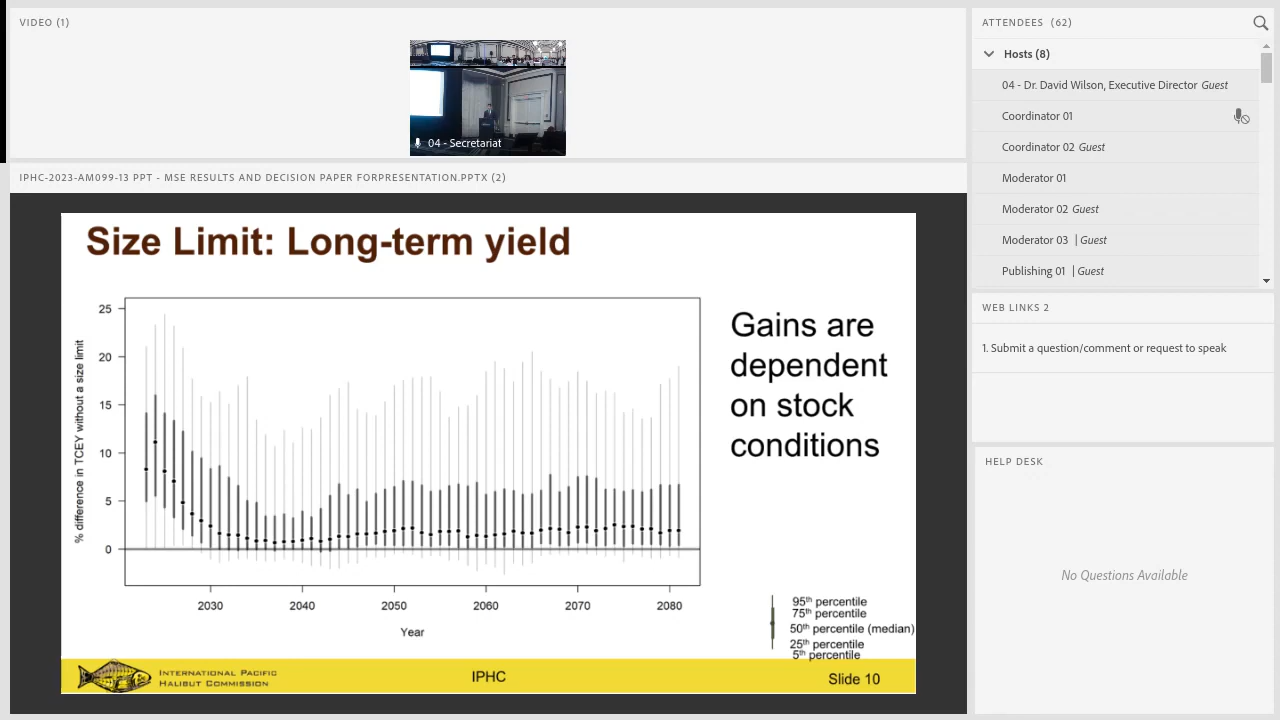 VIDEO (1)
04 - Secretariat
IPHC-2023-AM099-13 PPT - MSE RESULTS AND DECISION PAPER FORPRESENTATION.PPTX (2)
Size Limit: Long-term yield
% difference in TCEY without a size limit
25
20
15
10
5
0
2030
2040
2050
2060
2070
2080
Year
Gains are
dependent
on stock
conditions
95th percentile
75th percentile
50th percentile (median)
25th percentile
5th percentile
INTERNATIONAL PACIFIC
HALIBUT COMMISSION
IPHC
Slide 10
ATTENDEES (62)
Hosts (8)
04 - Dr. David Wilson, Executive Director Guest
Coordinator 01
Coordinator 02 Guest
Moderator 01
Moderator 02 Guest
Moderator 03 | Guest
Publishing 01 | Guest
WEB LINKS 2
1. Submit a question/comment or request to speak
HELP DESK
No Questions Available